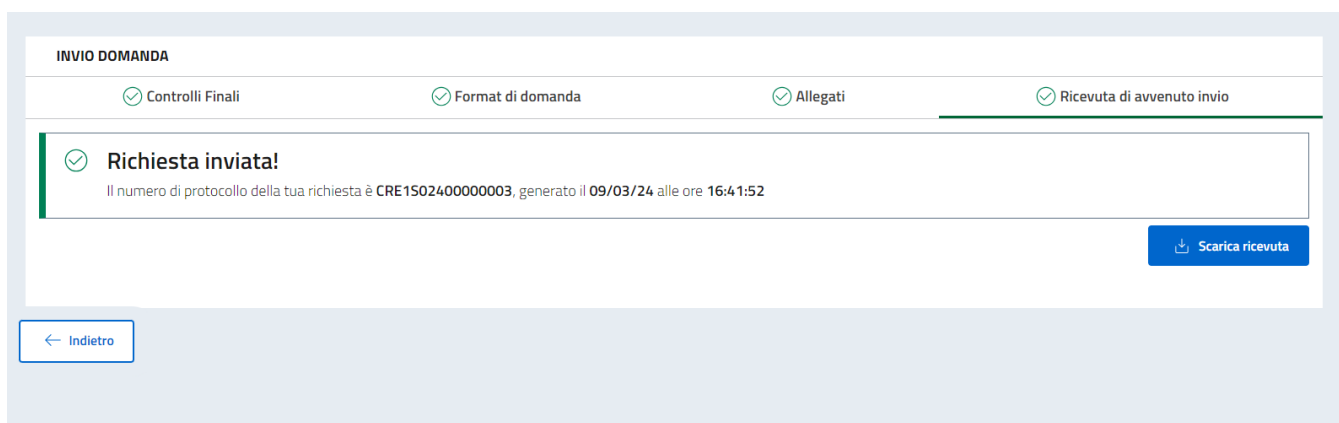 INVIO DOMANDA
Controlli Finali
Format di domanda
Allegati
Ricevuta di avvenuto invio
Richiesta inviata!
Il numero di protocollo della tua richiesta è CRE1S02400000003, generato il 09/03/24 alle ore 16:41:52
Scarica ricevuta
Indietro